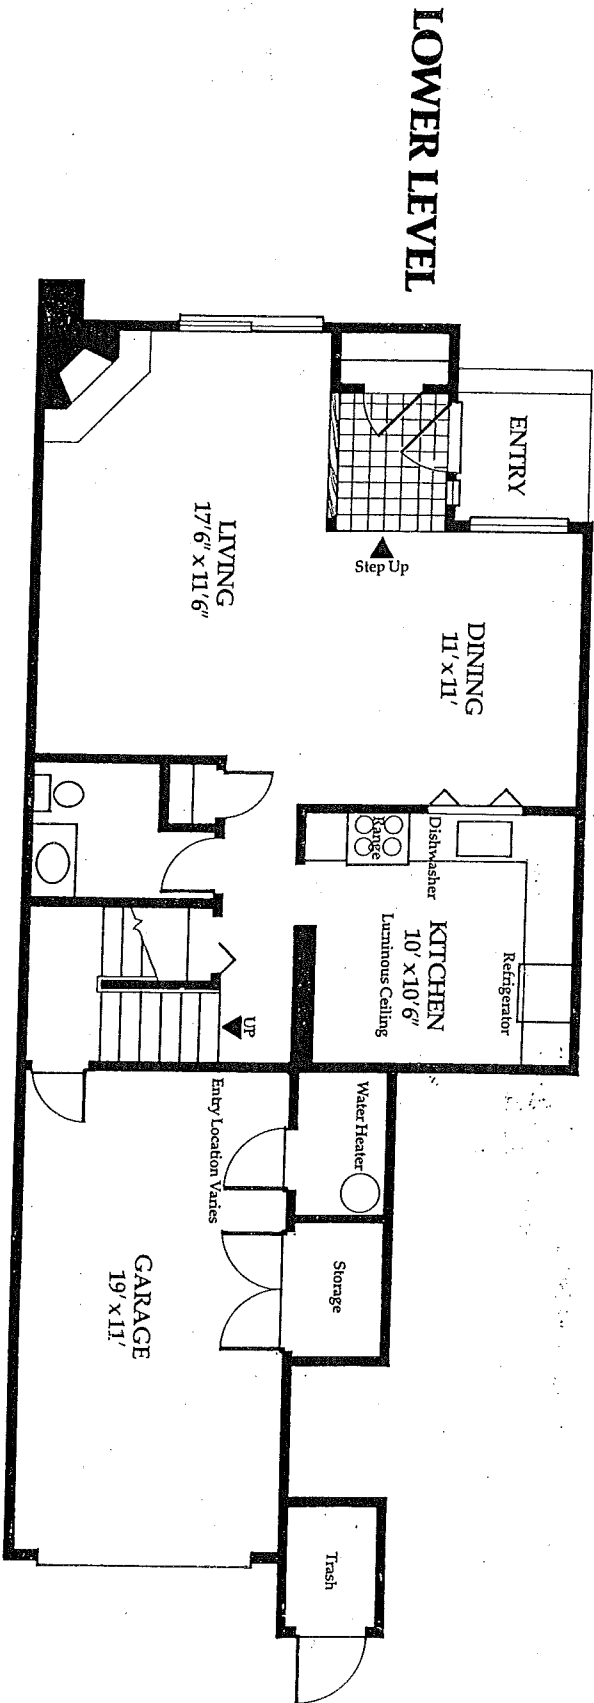 LOWER LEVEL
ENTRY
Step Up
LIVING
17'6" x 11'6"
DINING
11' x 11'
Range
Dishwasher
KITCHEN
10' x 10'6"
Luminous Ceiling
Refrigerator
UP
Water Heater
Entry Location Varies
Storage
GARAGE
19' x 11'
Trash